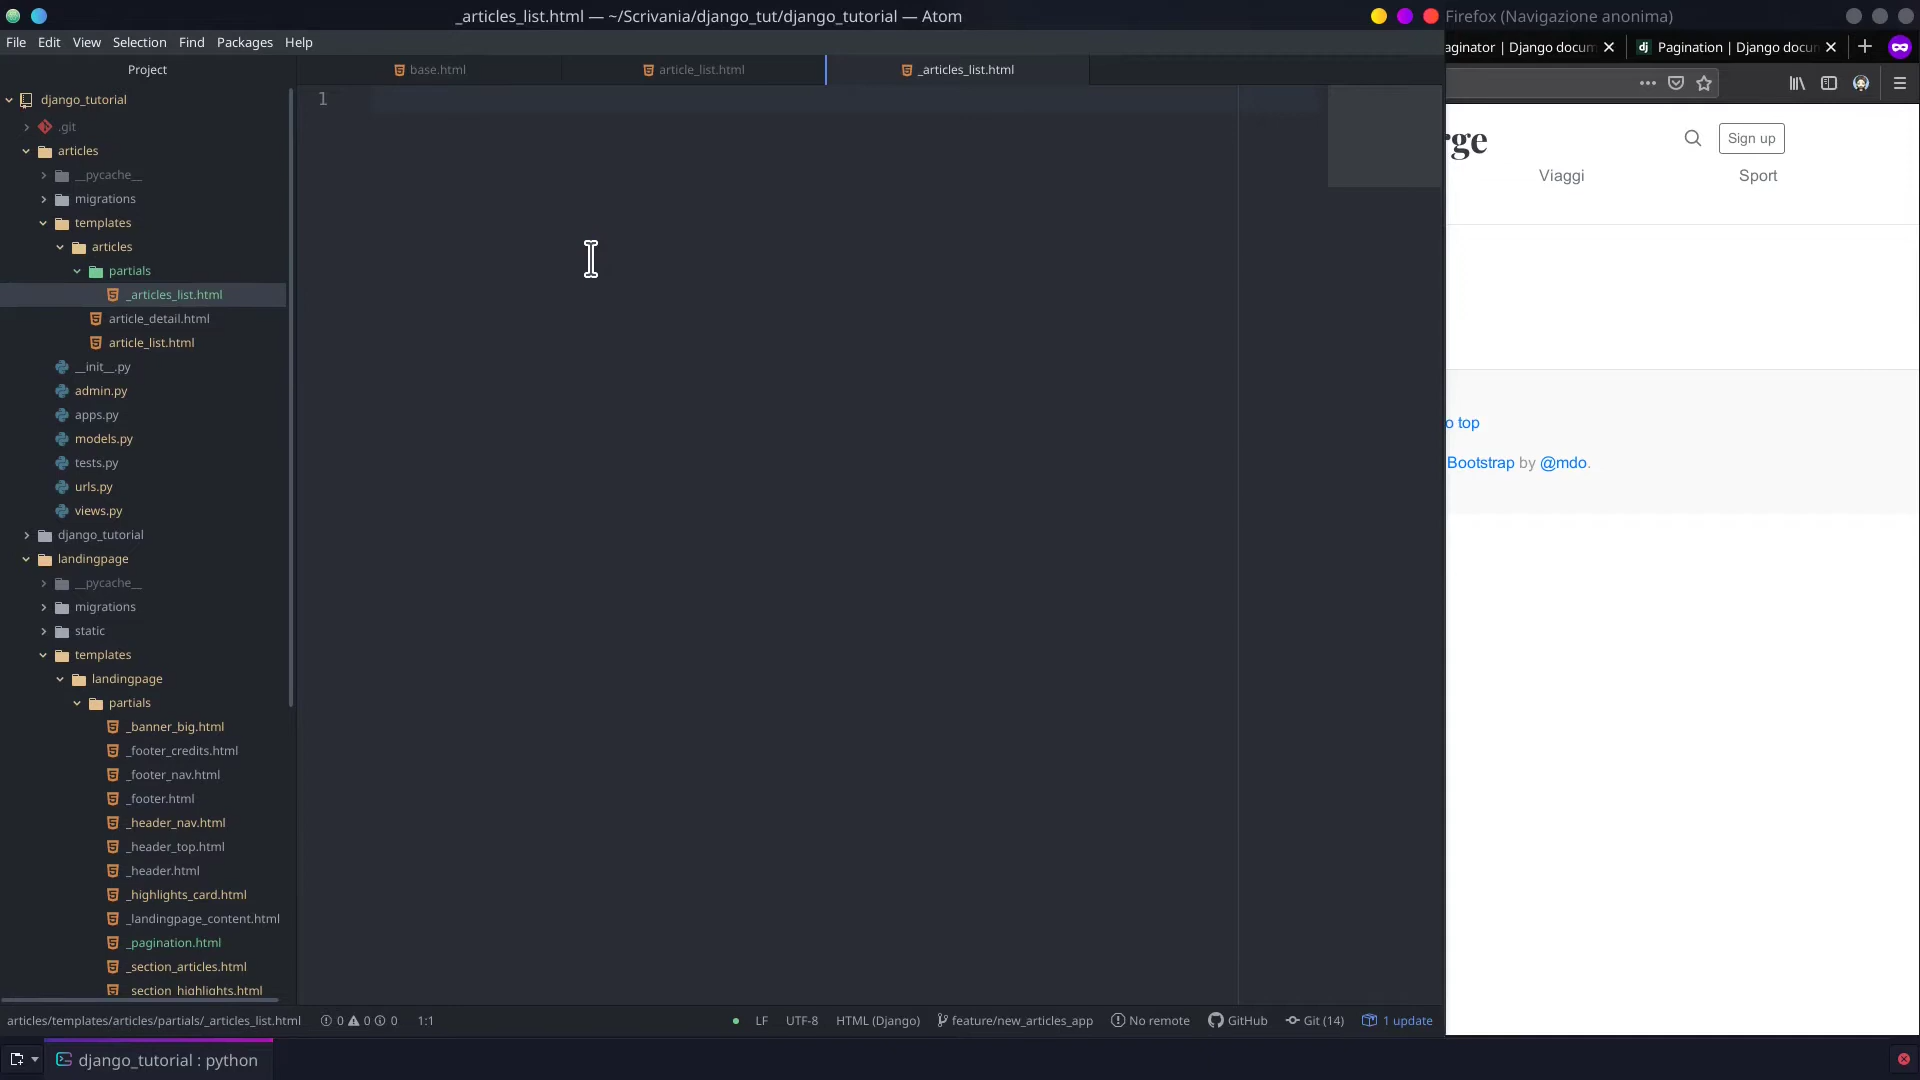 _articles_list.html — ~/Scrivania/django_tut/django_tutorial — Atom
Firefox (Navigazione anonima)
File Edit View Selection Find Packages Help
aginator | Django docum
Pagination | Django docun
Project
base.html
article_list.html
_articles_list.html
1
django_tutorial
.git
articles
__pycache__
migrations
templates
articles
partials
_articles_list.html
article_detail.html
article_list.html
__init__.py
admin.py
apps.py
models.py
tests.py
urls.py
views.py
django_tutorial
landingpage
__pycache__
migrations
static
templates
landingpage
partials
_banner_big.html
_footer_credits.html
_footer_nav.html
_footer.html
_header_nav.html
_header_top.html
_header.html
_highlights_card.html
_landingpage_content.html
_pagination.html
_section_articles.html
_section_highlights.html
rge
Sign up
Viaggi Sport
o top
Bootstrap by @mdo.
articles/templates/articles/partials/_articles_list.html 0 0 0 1:1 LF UTF-8 HTML (Django) feature/new_articles_app No remote GitHub Git (14) 1 update
django_tutorial : python